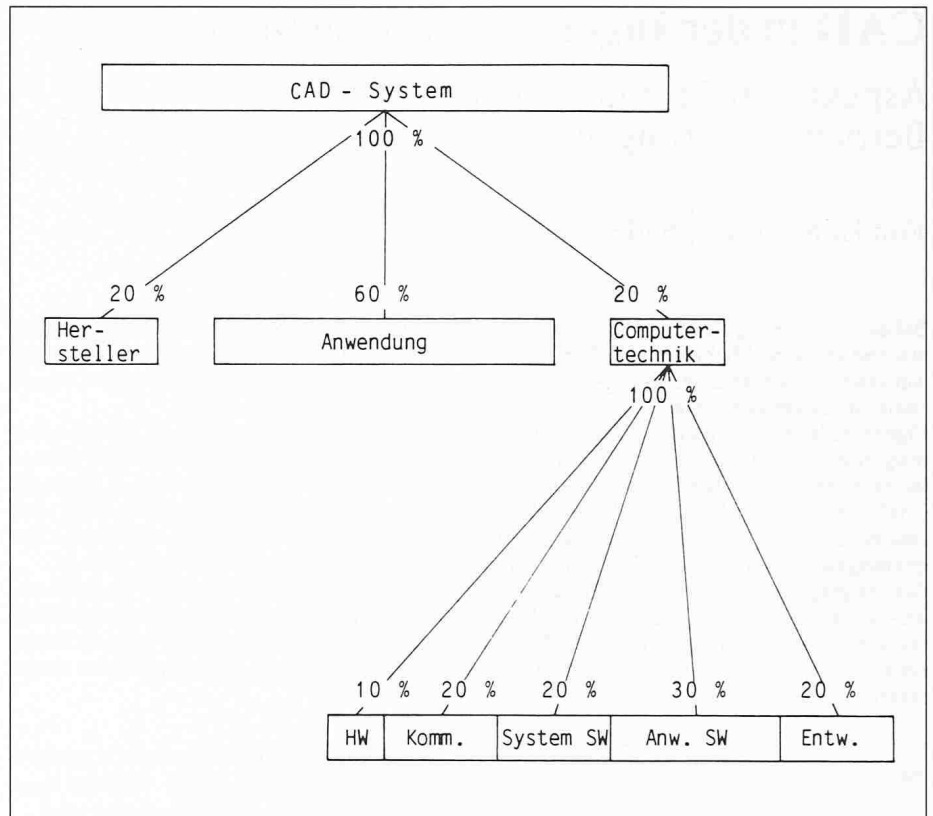 CAD - System
100 %
20 %
60 %
20 %
Her-
steller
Anwendung
Computer-
technik
100 %
10 %
20 %
20 %
30 %
20 %
HW
Komm.
System SW
Anw. SW
Entw.